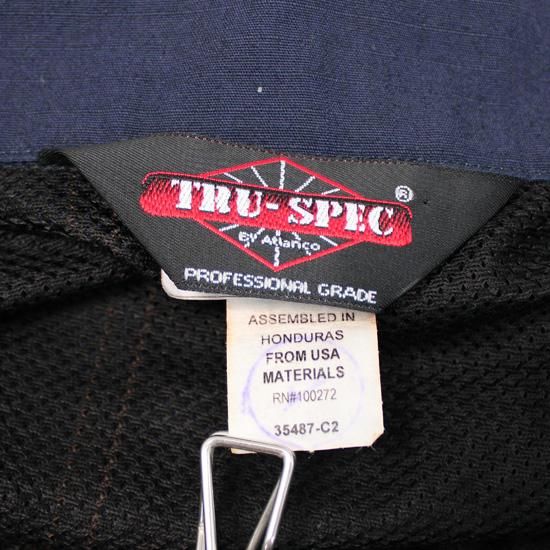 TRU-SPEC®
By Atlanco
PROFESSIONAL GRADE
ASSEMBLED IN
HONDURAS
FROM USA
MATERIALS
RN#100272
35487-C2